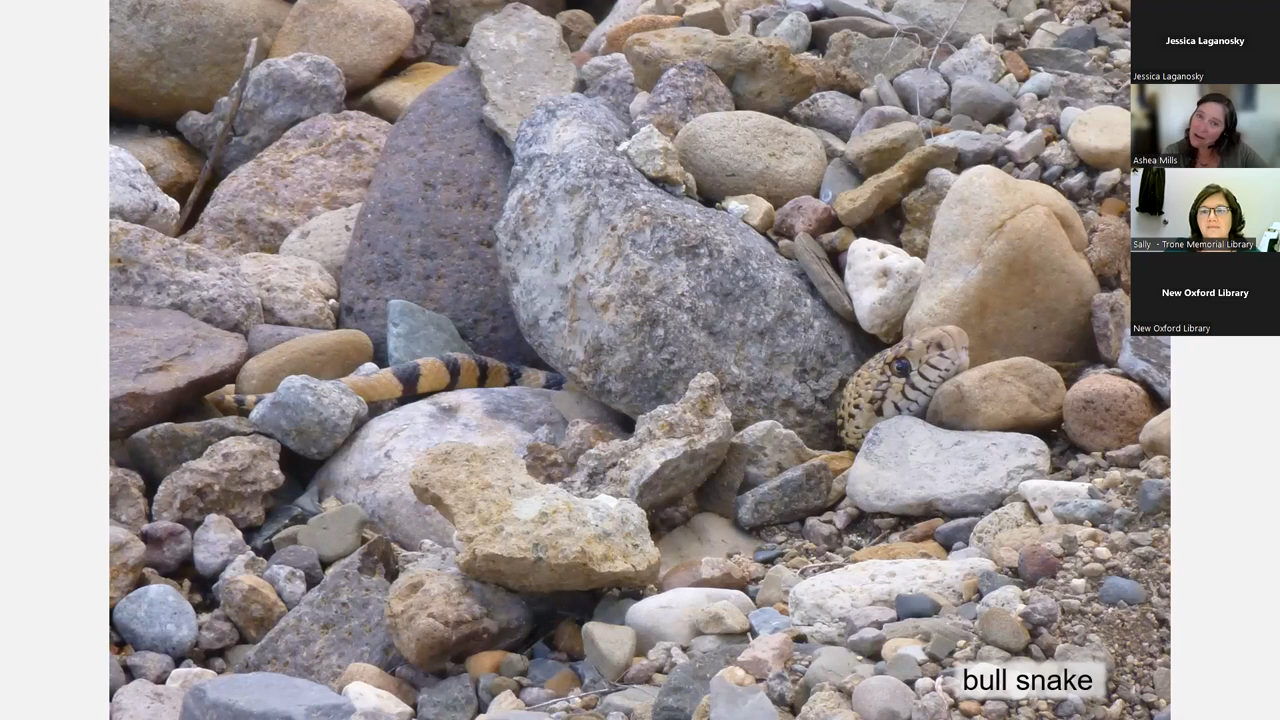 Jessica Laganosky
Jessica Laganosky
Ashea Mills
Sally - Trone Memorial Library
New Oxford Library
New Oxford Library
bull snake